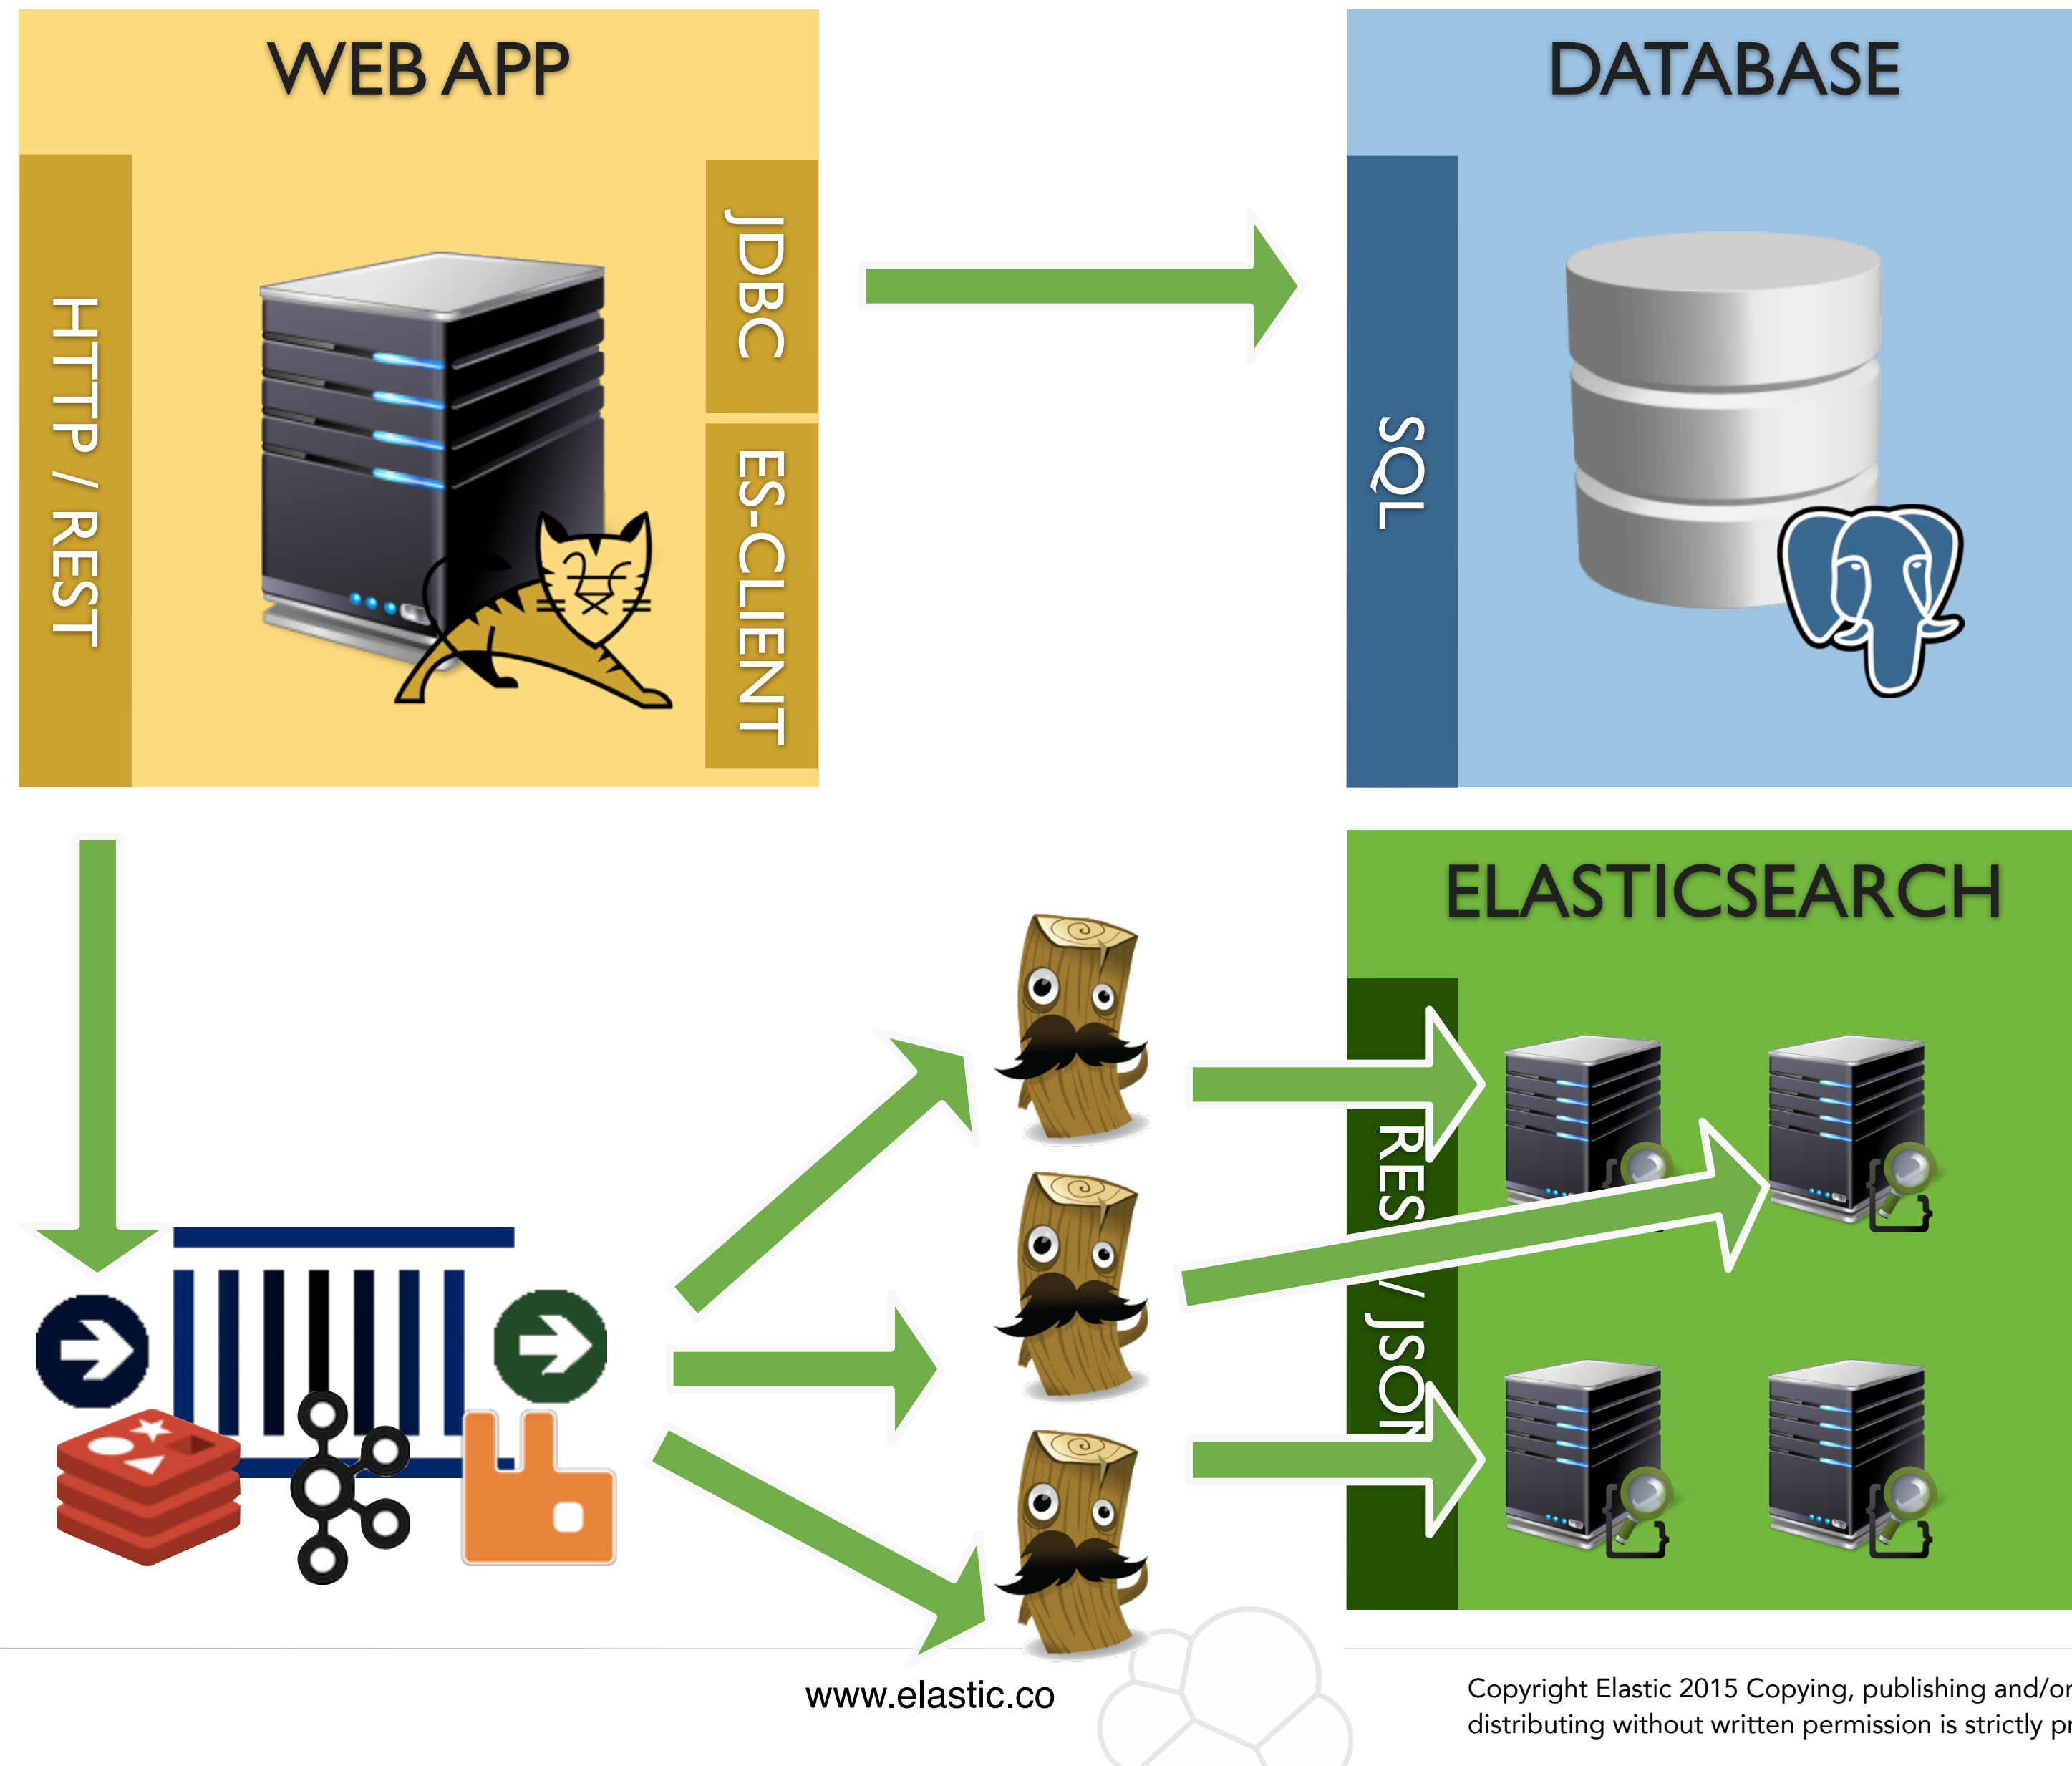 WEB APP
DATABASE
HTTP / REST
JDBC
ES-CLIENT
SQL
ELASTICSEARCH
/ JSON
www.elastic.co
Copyright Elastic 2015 Copying, publishing and/or
distributing without written permission is strictly